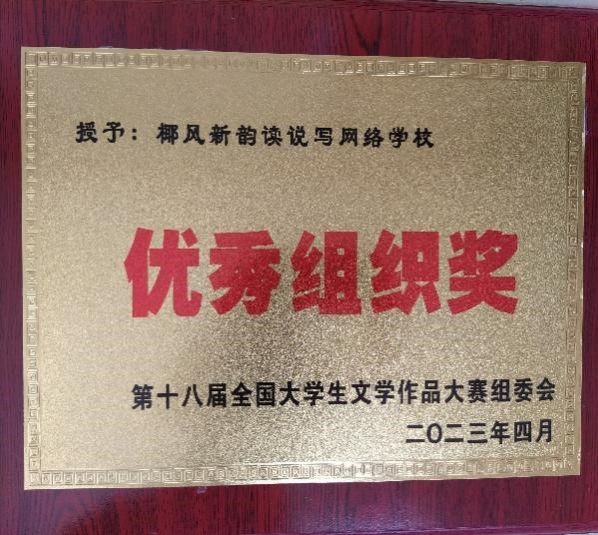 授予：椰风新韵读说写网络学校
优秀组织奖
第十八届全国大学生文学作品大赛组委会
二〇二三年四月